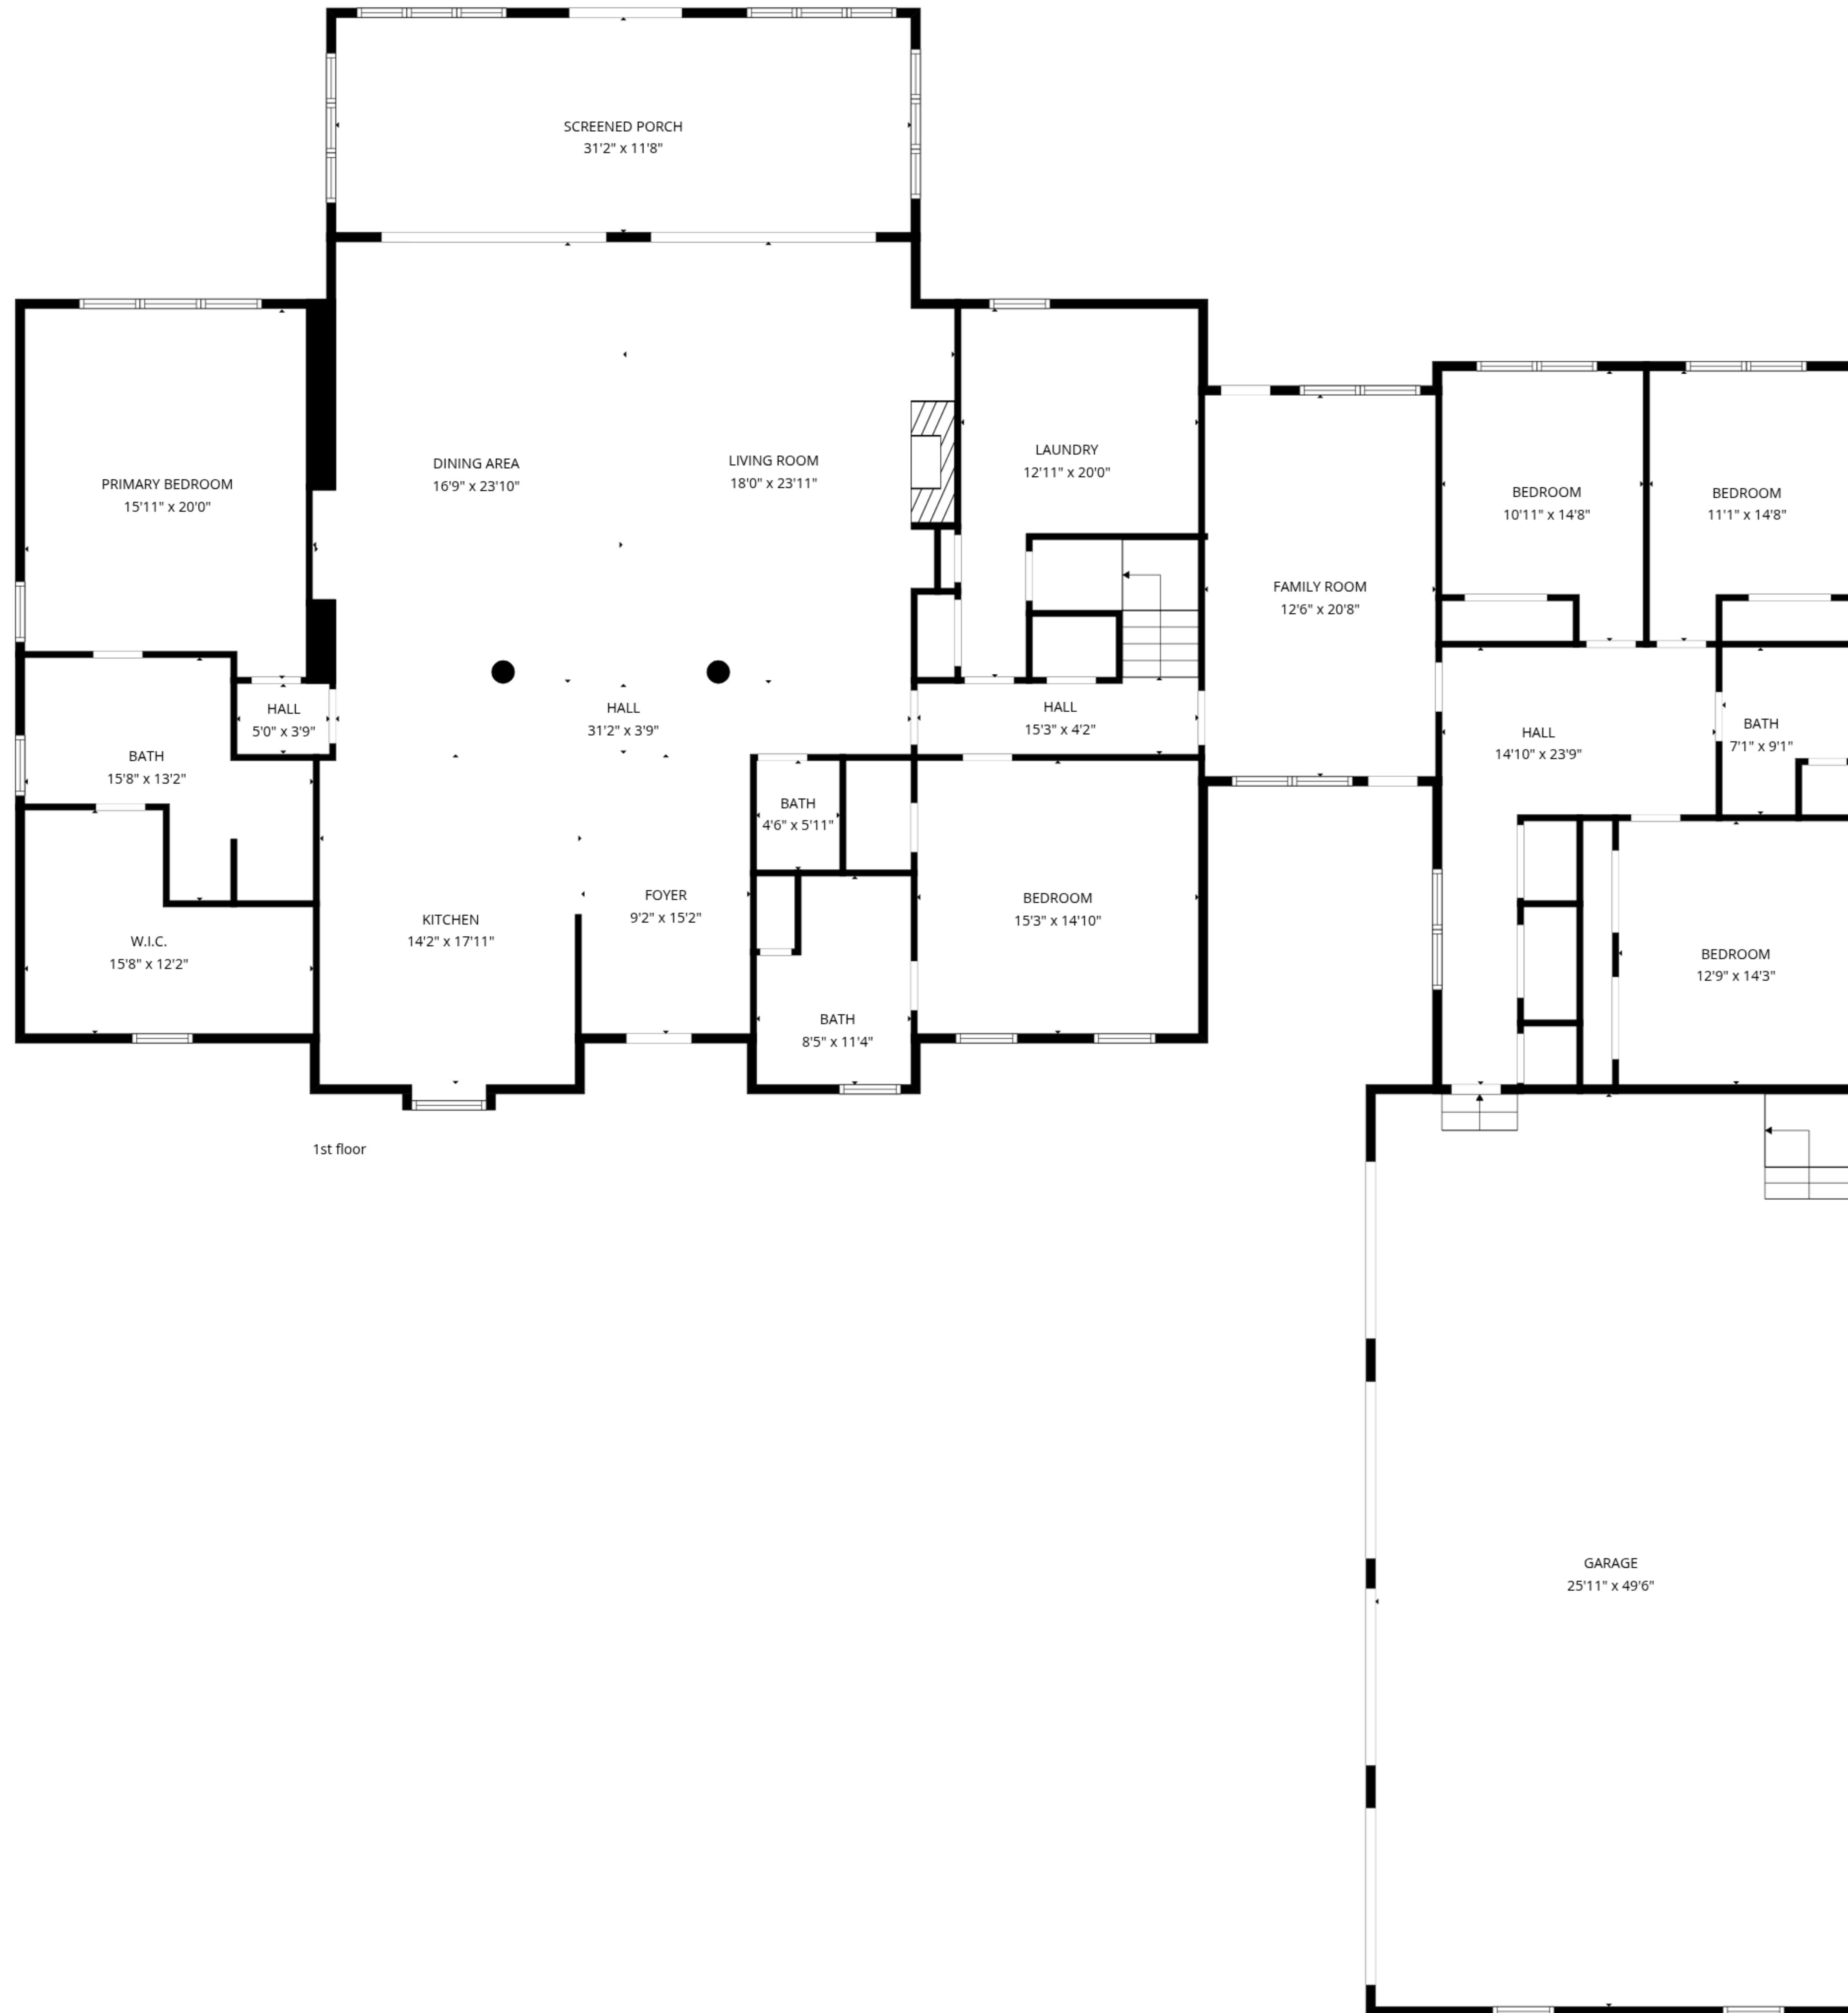 SCREENED PORCH
31'2" x 11'8"
PRIMARY BEDROOM
15'11" x 20'0"
DINING AREA
16'9" x 23'10"
LIVING ROOM
18'0" x 23'11"
LAUNDRY
12'11" x 20'0"
FAMILY ROOM
12'6" x 20'8"
BEDROOM
10'11" x 14'8"
BEDROOM
11'1" x 14'8"
HALL
5'0" x 3'9"
HALL
31'2" x 3'9"
HALL
15'3" x 4'2"
HALL
14'10" x 23'9"
BATH
7'1" x 9'1"
BATH
15'8" x 13'2"
BATH
4'6" x 5'11"
W.I.C.
15'8" x 12'2"
KITCHEN
14'2" x 17'11"
FOYER
9'2" x 15'2"
BATH
8'5" x 11'4"
BEDROOM
15'3" x 14'10"
BEDROOM
12'9" x 14'3"
1st floor
GARAGE
25'11" x 49'6"